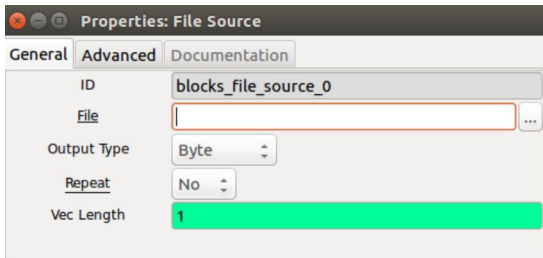 Properties: File Source
General Advanced Documentation
ID blocks_file_source_0
File ...
Output Type Byte
Repeat No
Vec Length 1